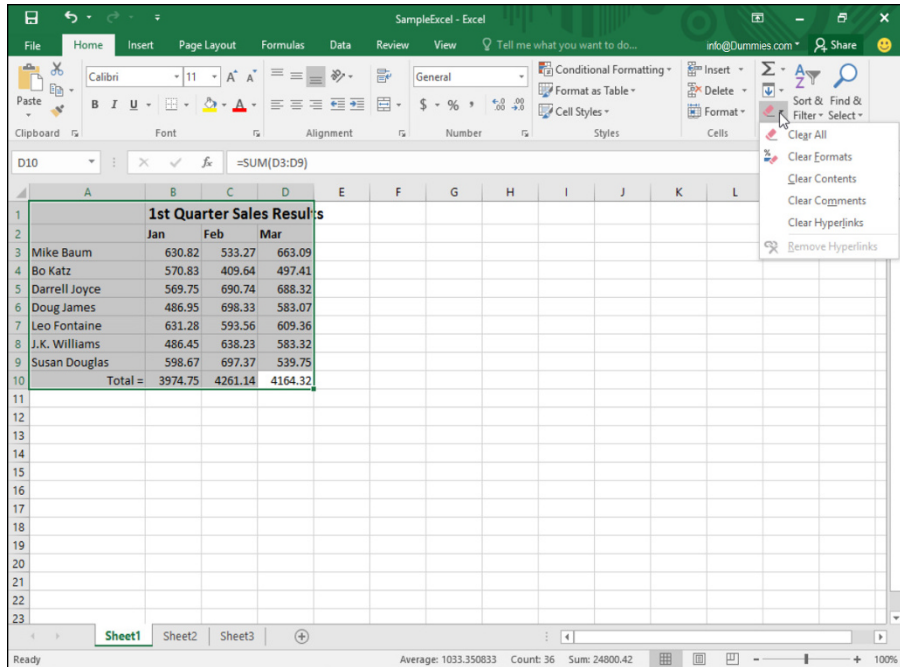 SampleExcel - Excel
File Home Insert Page Layout Formulas Data Review View Tell me what you want to do... info@Dummies.com Share
Paste
Calibri 11 A A
B I U A
General
$ % , .00 .0 .00
Conditional Formatting
Format as Table
Cell Styles
Insert
Delete
Format
Σ
A Z
Sort & Filter
Find & Select
Clipboard Font Alignment Number Styles Cells
Clear All
Clear Formats
Clear Contents
Clear Comments
Clear Hyperlinks
Remove Hyperlinks
D10 fx =SUM(D3:D9)
A B C D E F G H I J K L
1 1st Quarter Sales Results
2 Jan Feb Mar
3 Mike Baum 630.82 533.27 663.09
4 Bo Katz 570.83 409.64 497.41
5 Darrell Joyce 569.75 690.74 688.32
6 Doug James 486.95 698.33 583.07
7 Leo Fontaine 631.28 593.56 609.36
8 J.K. Williams 486.45 638.23 583.32
9 Susan Douglas 598.67 697.37 539.75
10 Total = 3974.75 4261.14 4164.32
11
12
13
14
15
16
17
18
19
20
21
22
23
Sheet1 Sheet2 Sheet3
Ready Average: 1033.350833 Count: 36 Sum: 24800.42 100%